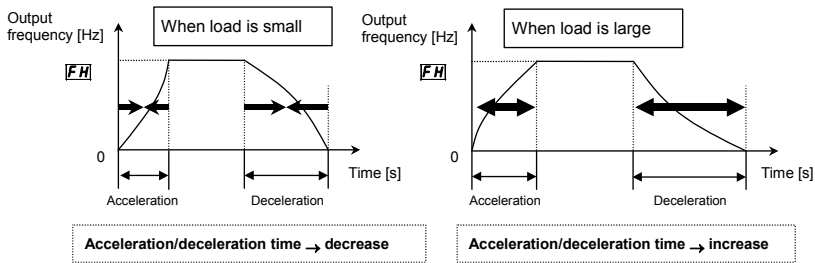 Output
frequency [Hz]
When load is small
FH
0
Time [s]
Acceleration
Deceleration
Acceleration/deceleration time → decrease
Output
frequency [Hz]
When load is large
FH
0
Time [s]
Acceleration
Deceleration
Acceleration/deceleration time → increase